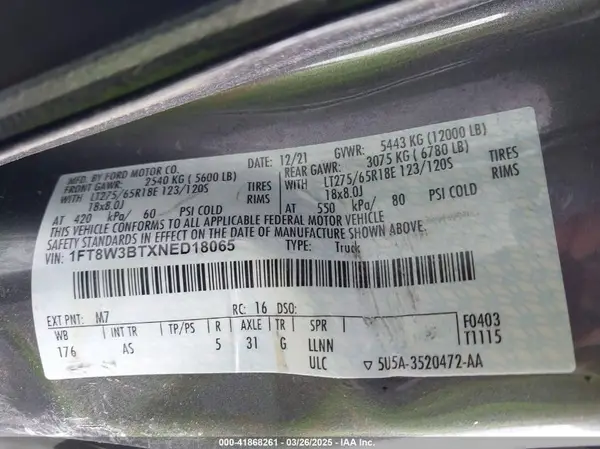 MFD. BY FORD MOTOR CO.
DATE: 12/21
GVWR: 5443 KG (12000 LB)
FRONT GAWR: 2540 KG (5600 LB)
REAR GAWR: 3075 KG (6780 LB)
WITH LT275/65R18E 123/120S TIRES
WITH LT275/65R18E 123/120S TIRES
18x8.0J RIMS
18x8.0J RIMS
AT 420 kPa/ 60 PSI COLD
AT 550 kPa/ 80 PSI COLD
THIS VEHICLE CONFORMS TO ALL APPLICABLE FEDERAL MOTOR VEHICLE
SAFETY STANDARDS IN EFFECT ON THE DATE OF MANUFACTURE SHOWN ABOVE.
VIN: 1FT8W3BTXNED18065
TYPE: Truck
EXT PNT: M7
RC: 16 DSO:
F0403
T1115
WB INT TR TP/PS R AXLE TR SPR
176 AS 5 31 G LLNN
ULC
▽ 5U5A-3520472-AA
00-41868261 - 03/26/2025 - IAA Inc.